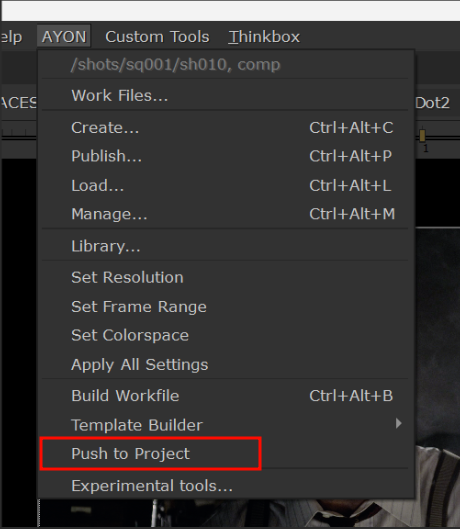 elp AYON Custom Tools Thinkbox
/shots/sq001/sh010, comp
Work Files...
ACES
Create... Ctrl+Alt+C
Dot2
Publish... Ctrl+Alt+P
1
Load... Ctrl+Alt+L
Manage... Ctrl+Alt+M
Library...
Set Resolution
Set Frame Range
Set Colorspace
Apply All Settings
Build Workfile Ctrl+Alt+B
Template Builder
Push to Project
Experimental tools...